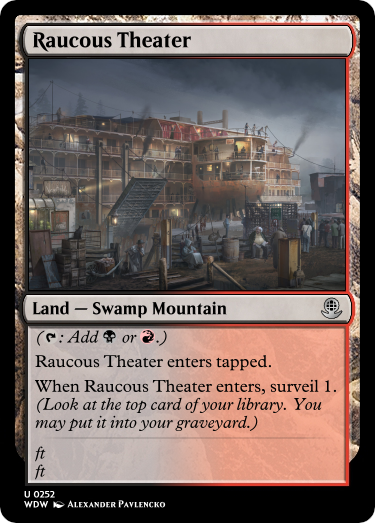 Raucous Theater
Land — Swamp Mountain
(: Add or .)
Raucous Theater enters tapped.
When Raucous Theater enters, surveil 1.
(Look at the top card of your library. You
may put it into your graveyard.)
ft
ft
U 0252
WDW Alexander Pavlencko